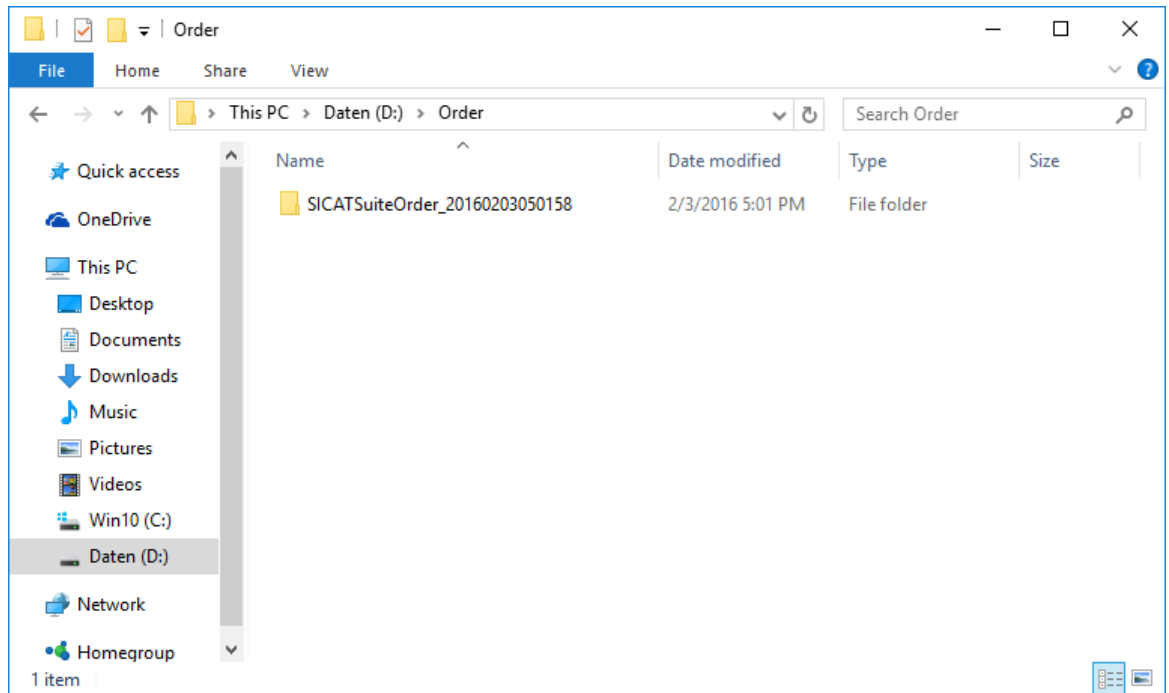 Order
File Home Share View
This PC > Daten (D:) > Order
Search Order
Name Date modified Type Size
SICATSuiteOrder_20160203050158 2/3/2016 5:01 PM File folder
Quick access
OneDrive
This PC
Desktop
Documents
Downloads
Music
Pictures
Videos
Win10 (C:)
Daten (D:)
Network
Homegroup
1 item